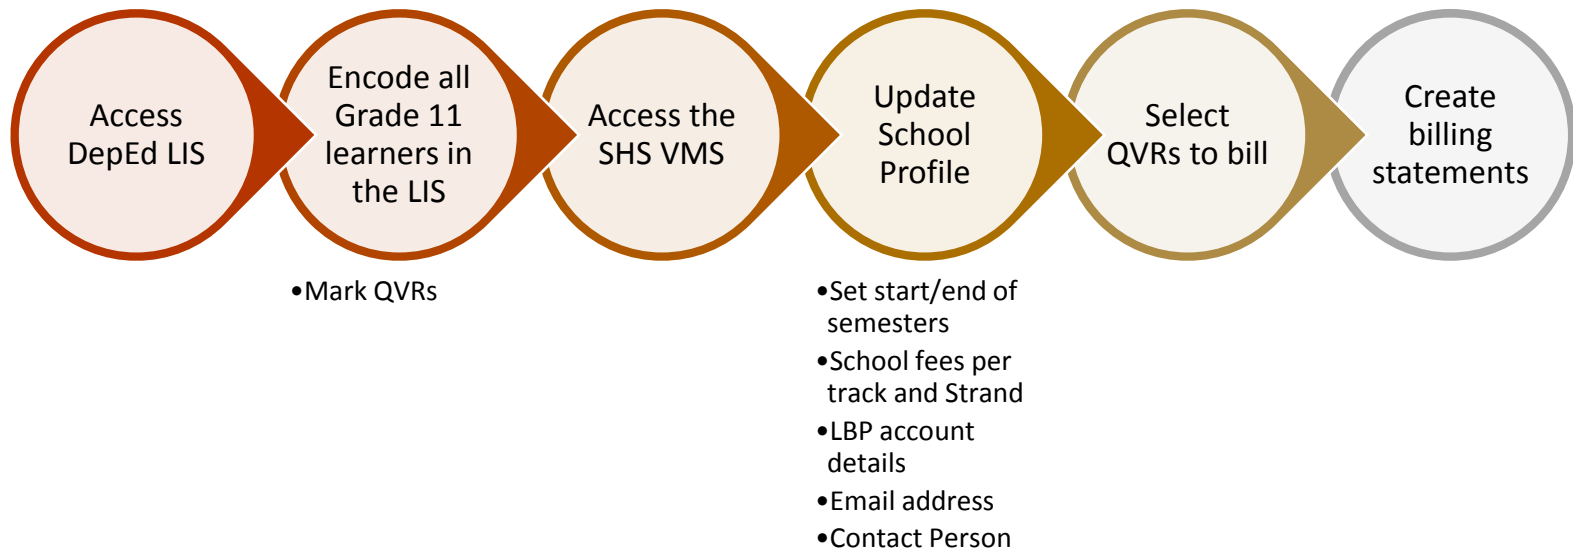 Access
DepEd LIS
Encode all
Grade 11
learners in
the LIS
•Mark QVRs
Access the
SHS VMS
Update
School
Profile
•Set start/end of
semesters
•School fees per
track and Strand
•LBP account
details
•Email address
•Contact Person
Select
QVRs to bill
Create
billing
statements